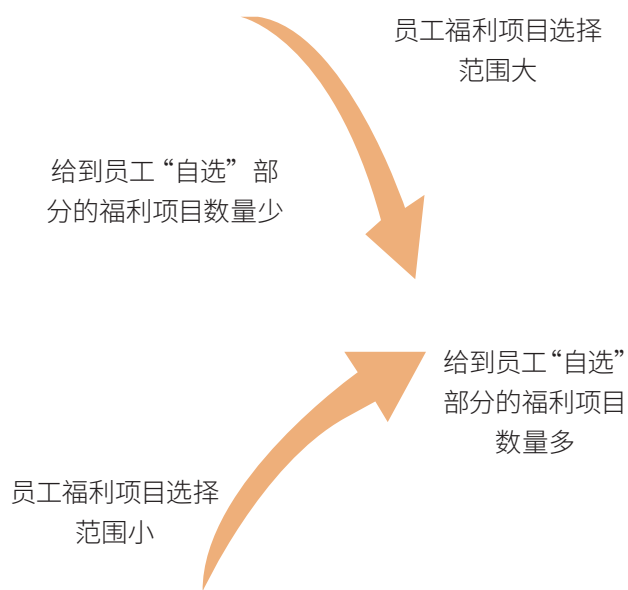 员工福利项目选择
范围大
给到员工“自选”部
分的福利项目数量少
给到员工“自选”
部分的福利项目
数量多
员工福利项目选择
范围小